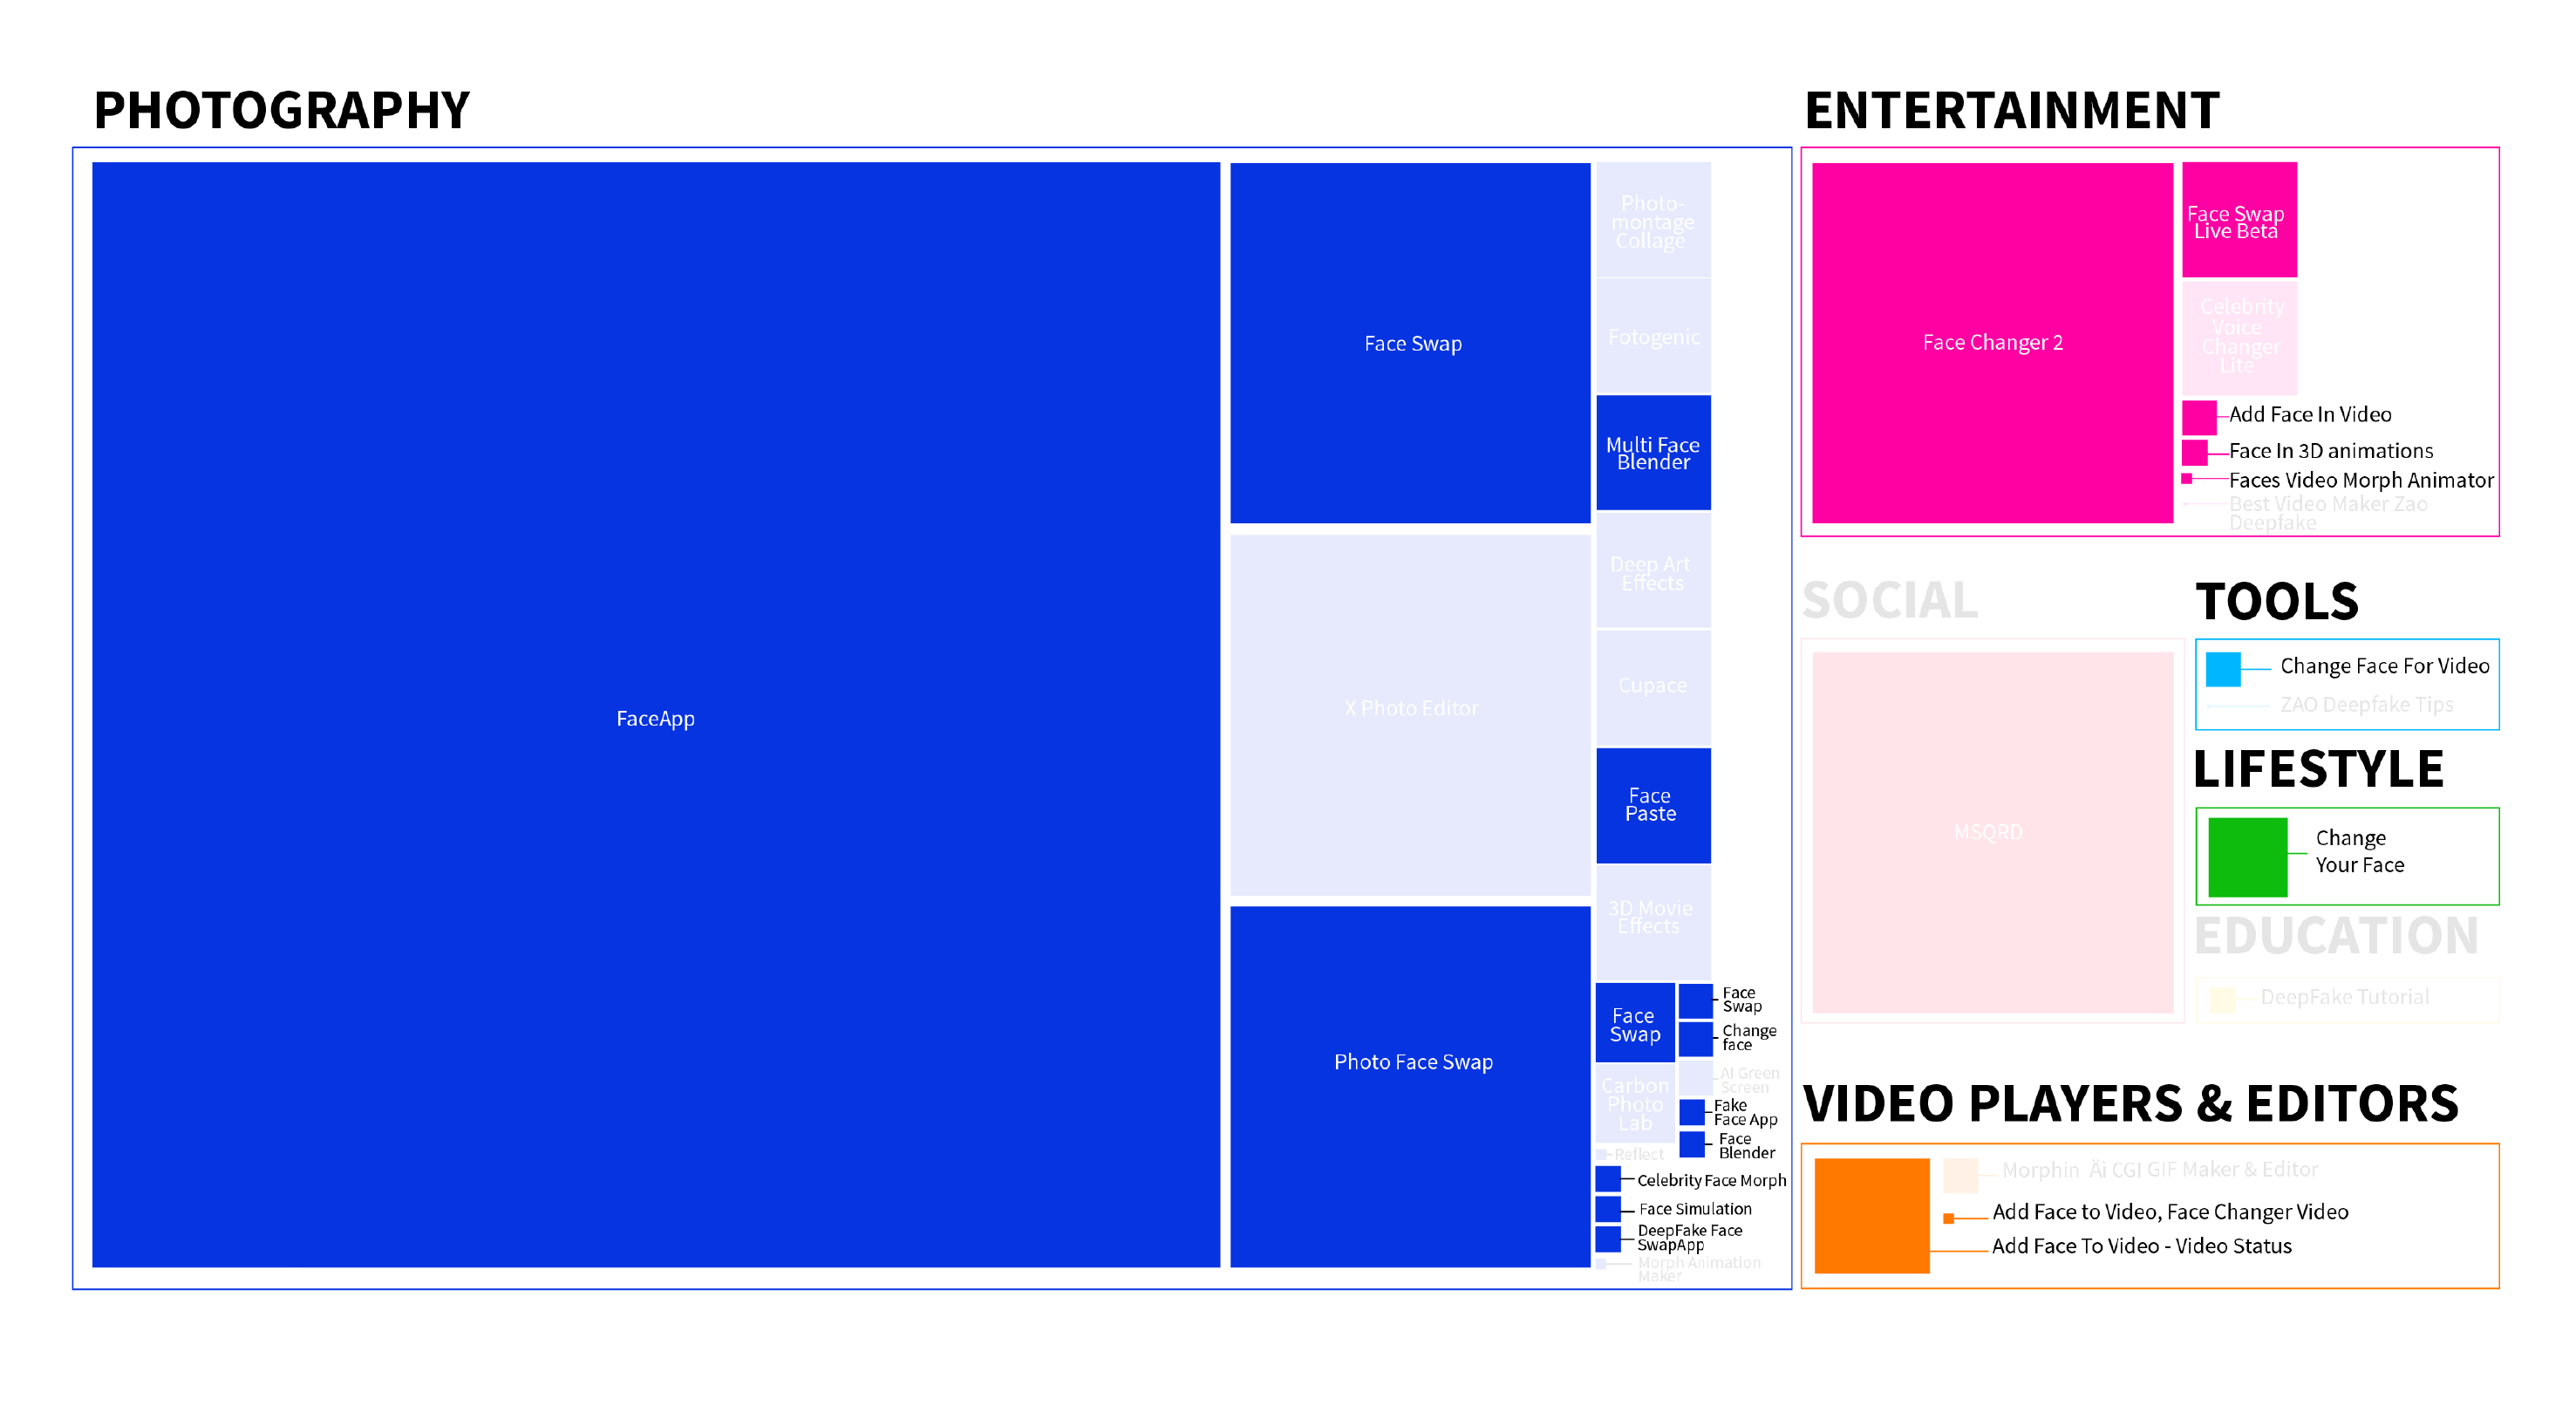 PHOTOGRAPHY
FaceApp
Face Swap
X Photo Editor
Photo Face Swap
Photo-
montage
Collage
Fotogenic
Multi Face
Blender
Deep Art
Effects
Cupace
Face
Paste
3D Movie
Effects
Face
Swap
Face
Swap
Change
face
Carbon
Photo
Lab
AI Green
Screen
Fake
Face App
Face
Blender
Reflect
Celebrity Face Morph
Face Simulation
DeepFake Face
SwapApp
Morph Animation
Maker
ENTERTAINMENT
Face Changer 2
Face Swap
Live Beta
Celebrity
Voice
Changer
Lite
Add Face In Video
Face In 3D animations
Faces Video Morph Animator
Best Video Maker Zao
Deepfake
SOCIAL
MSQRD
TOOLS
Change Face For Video
ZAO Deepfake Tips
LIFESTYLE
Change
Your Face
EDUCATION
DeepFake Tutorial
VIDEO PLAYERS & EDITORS
Morphin Äi CGI GIF Maker & Editor
Add Face to Video, Face Changer Video
Add Face To Video - Video Status